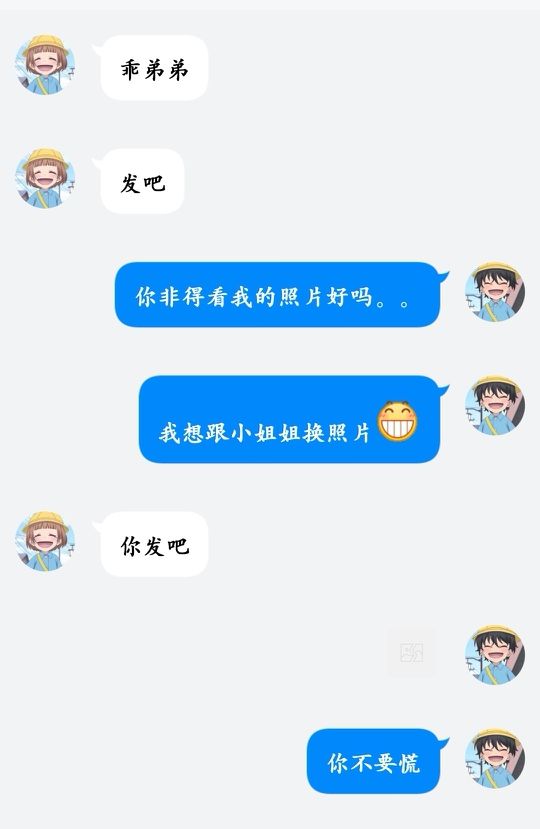 乖弟弟
发吧
你非得看我的照片好吗。。
我想跟小姐姐换照片
你发吧
你不要慌